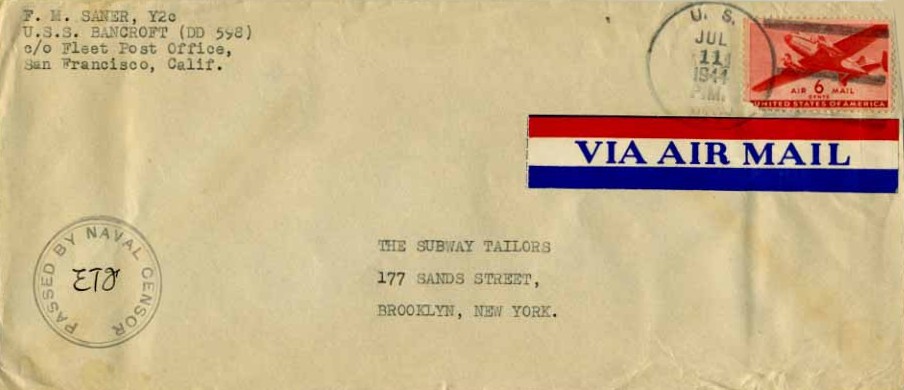 F. M. SANER, Y2c
U.S.S. BANCROFT (DD 598)
c/o Fleet Post Office,
San Francisco, Calif.
U. S.
JUL
11
1944
P.M.
AIR 6 MAIL
CENTS
UNITED STATES OF AMERICA
VIA AIR MAIL
PASSED BY NAVAL CENSOR
THE SUBWAY TAILORS
177 SANDS STREET,
BROOKLYN, NEW YORK.